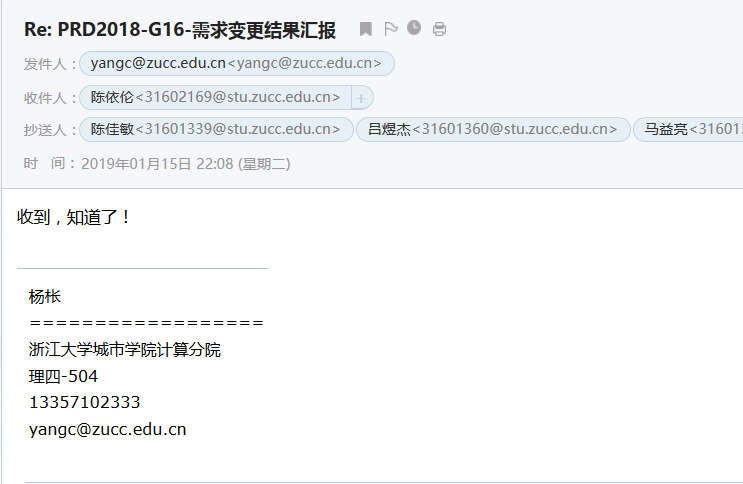 Re: PRD2018-G16-需求变更结果汇报
发件人：yangc@zucc.edu.cn<yangc@zucc.edu.cn>
收件人：陈依伦<31602169@stu.zucc.edu.cn>
抄送人：陈佳敏<31601339@stu.zucc.edu.cn> 吕煜杰<31601360@stu.zucc.edu.cn> 马益亮<31601
时 间：2019年01月15日 22:08 (星期二)
收到，知道了！
杨枨
==================
浙江大学城市学院计算分院
理四-504
13357102333
yangc@zucc.edu.cn